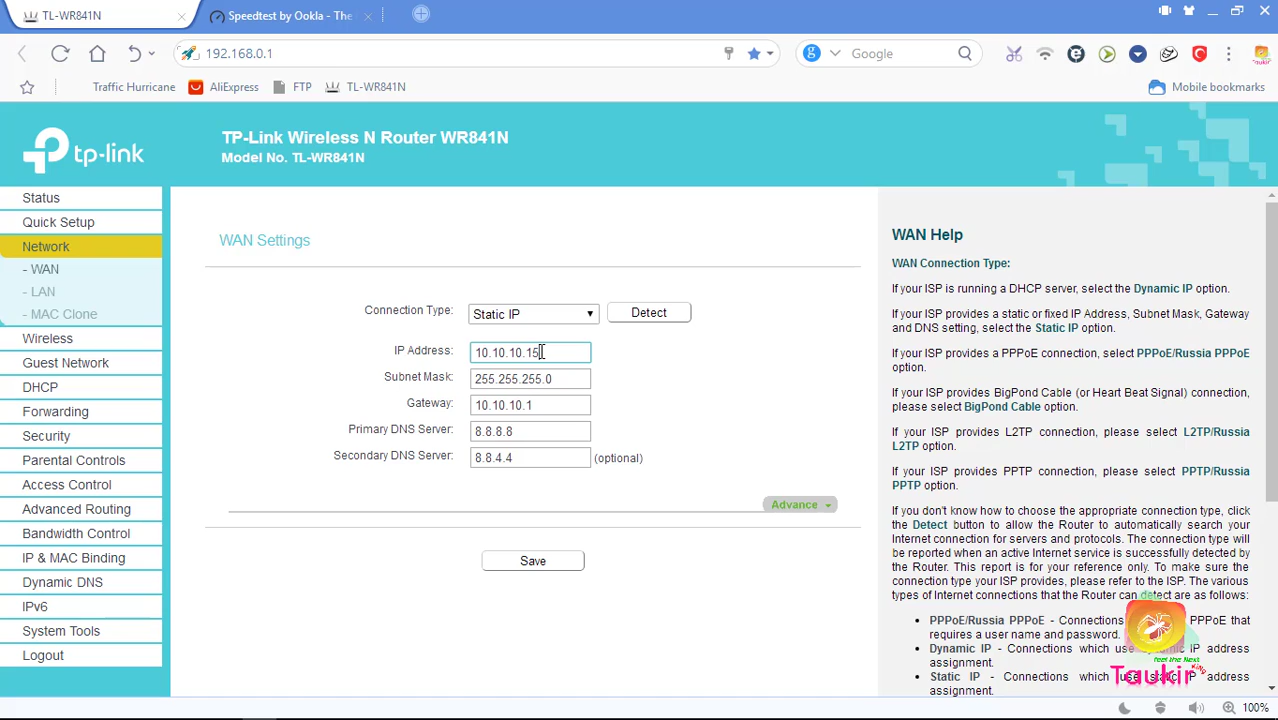 TL-WR841N
Speedtest by Ookla - The
192.168.0.1
Google
Traffic Hurricane
AliExpress
FTP
TL-WR841N
Mobile bookmarks
tp-link
TP-Link Wireless N Router WR841N
Model No. TL-WR841N
Status
Quick Setup
Network
- WAN
- LAN
- MAC Clone
Wireless
Guest Network
DHCP
Forwarding
Security
Parental Controls
Access Control
Advanced Routing
Bandwidth Control
IP & MAC Binding
Dynamic DNS
IPv6
System Tools
Logout
WAN Settings
Connection Type: Static IP Detect
IP Address: 10.10.10.15
Subnet Mask: 255.255.255.0
Gateway: 10.10.10.1
Primary DNS Server: 8.8.8.8
Secondary DNS Server: 8.8.4.4 (optional)
Advance
Save
WAN Help
WAN Connection Type:
If your ISP is running a DHCP server, select the Dynamic IP option.
If your ISP provides a static or fixed IP Address, Subnet Mask, Gateway
and DNS setting, select the Static IP option.
If your ISP provides a PPPoE connection, select PPPoE/Russia PPPoE
option.
If your ISP provides BigPond Cable (or Heart Beat Signal) connection,
please select BigPond Cable option.
If your ISP provides L2TP connection, please select L2TP/Russia
L2TP option.
If your ISP provides PPTP connection, please select PPTP/Russia
PPTP option.
If you don't know how to choose the appropriate connection type, click
the Detect button to allow the Router to automatically search your
Internet connection for servers and protocols. The connection type will
be reported when an active Internet service is successfully detected by
the Router. This report is for your reference only. To make sure the
connection type your ISP provides, please refer to the ISP. The various
types of Internet connections that the Router can detect are as follows:
PPPoE/Russia PPPoE - Connections PPPoE that
requires a user name and password.
Dynamic IP - Connections which use dynamic IP address
assignment.
Static IP - Connections which use static IP address
assignment.
feel the Next
Taukir
King
100%